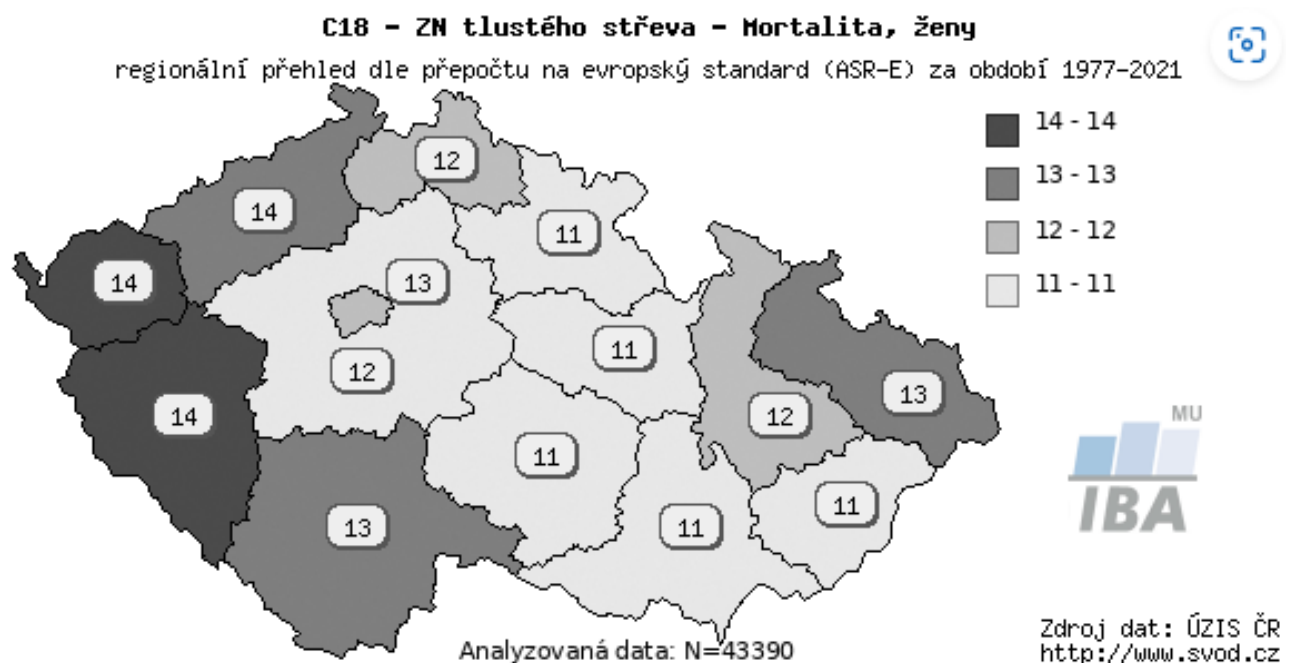 C18 - ZN tlustého střeva - Mortalita, ženy
regionální přehled dle přepočtu na evropský standard (ASR-E) za období 1977-2021
14 - 14
13 - 13
12 - 12
11 - 11
12
14
11
14
13
11
12
13
14
12
11
11
13
11
MU
IBA
Analyzovaná data: N=43390
Zdroj dat: ÚZIS ČR
http://www.svod.cz